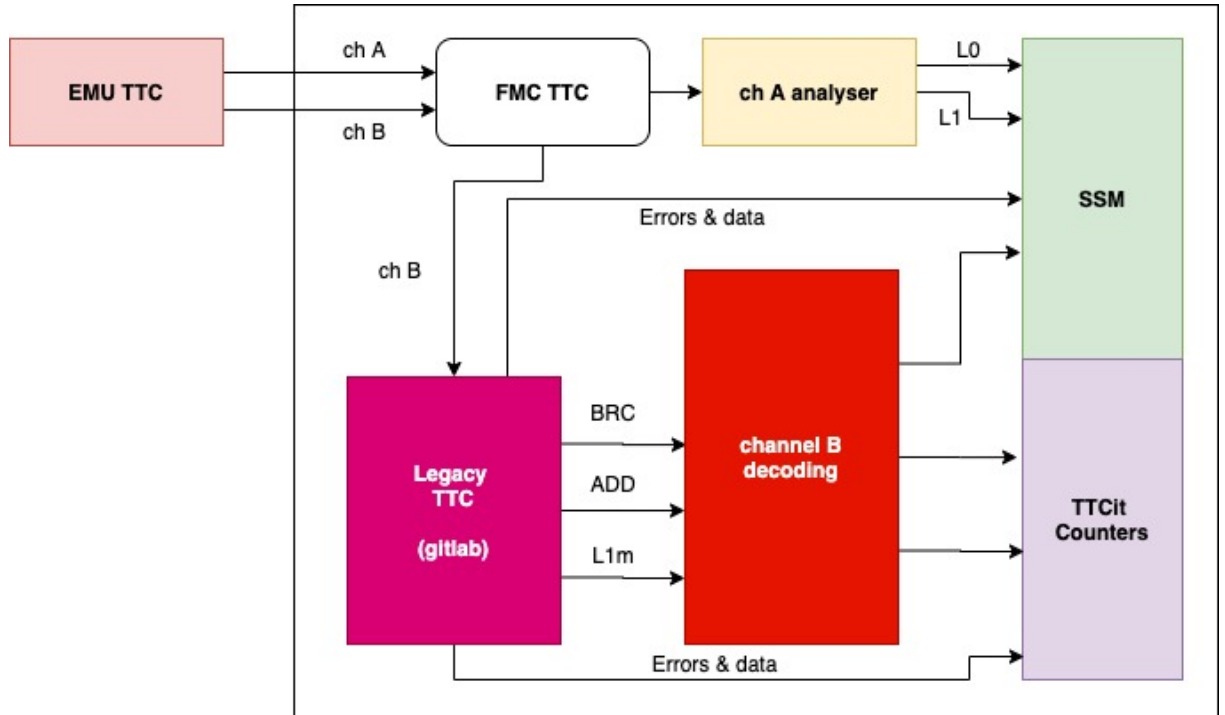 EMU TTC
ch A
ch B
FMC TTC
ch A analyser
L0
L1
SSM
Errors & data
ch B
Legacy
TTC
(gitlab)
BRC
ADD
L1m
channel B
decoding
TTCit
Counters
Errors & data